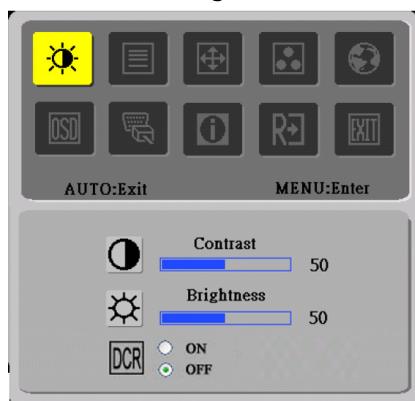 OSD R EXIT
AUTO:Exit MENU:Enter
Contrast
50
Brightness
50
DCR ON
OFF